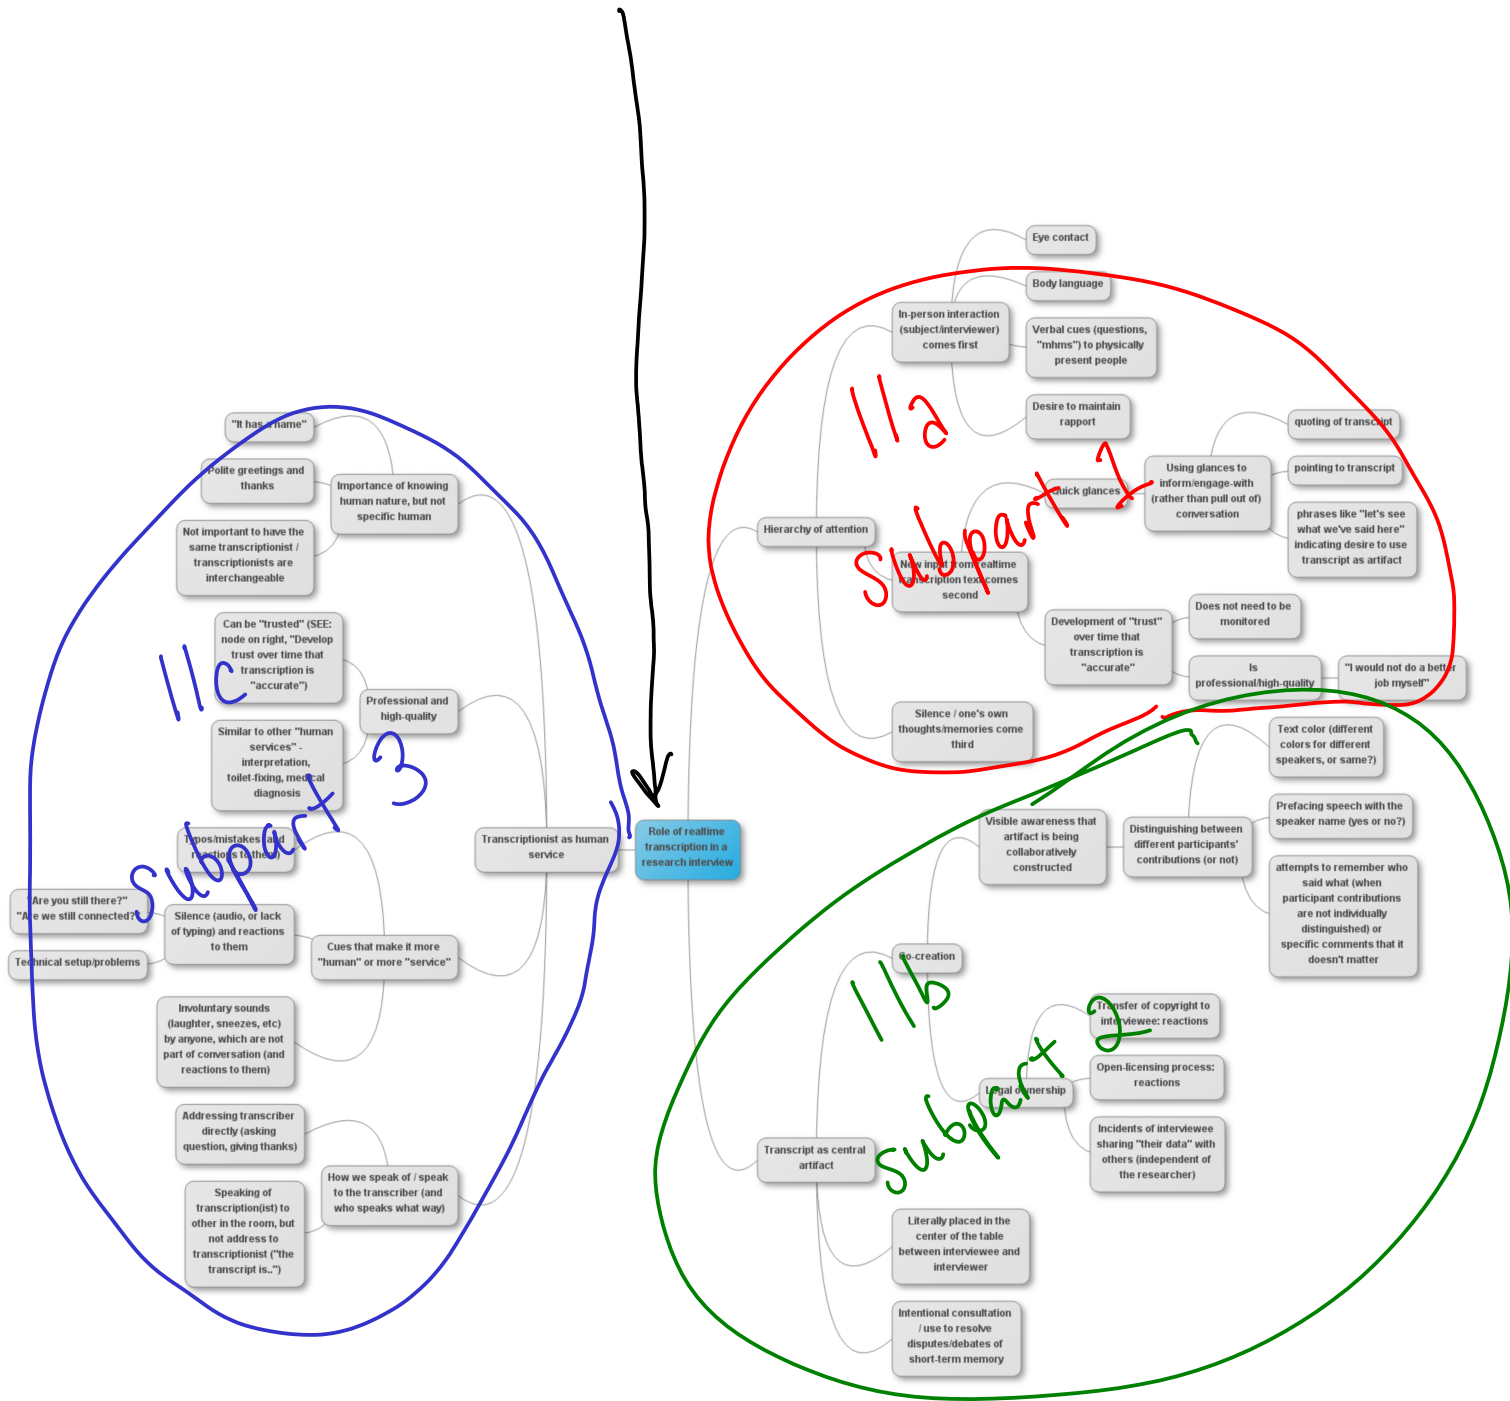 Role of realtime
transcription in a
research interview
Hierarchy of attention
In-person interaction
(subject/interviewer)
comes first
Eye contact
Body language
Verbal cues (questions,
"mhms") to physically
present people
Desire to maintain
rapport
New input from realtime
transcription text comes
second
Quick glances
Using glances to
inform/engage-with
(rather than pull out of)
conversation
quoting of transcript
pointing to transcript
phrases like "let's see
what we've said here"
indicating desire to use
transcript as artifact
Development of "trust"
over time that
transcription is
"accurate"
Does not need to be
monitored
Is
professional/high-quality
"I would not do a better
job myself"
Silence / one's own
thoughts/memories come
third
11a
subpart 1
Transcript as central
artifact
Co-creation
Visible awareness that
artifact is being
collaboratively
constructed
Distinguishing between
different participants'
contributions (or not)
Text color (different
colors for different
speakers, or same?)
Prefacing speech with the
speaker name (yes or no?)
attempts to remember who
said what (when
participant contributions
are not individually
distinguished) or
specific comments that it
doesn't matter
Legal ownership
Transfer of copyright to
interviewee: reactions
Open-licensing process:
reactions
Incidents of interviewee
sharing "their data" with
others (independent of
the researcher)
Literally placed in the
center of the table
between interviewee and
interviewer
Intentional consultation
/ use to resolve
disputes/debates of
short-term memory
11b
subpart 2
Transcriptionist as human
service
Importance of knowing
human nature, but not
specific human
"It has a name"
Polite greetings and
thanks
Not important to have the
same transcriptionist /
transcriptionists are
interchangeable
Professional and
high-quality
Can be "trusted" (SEE:
node on right, "Develop
trust over time that
transcription is
"accurate")
Similar to other "human
services" -
interpretation,
toilet-fixing, medical
diagnosis
Cues that make it more
"human" or more "service"
Typos/mistakes (and
reactions to them)
Silence (audio, or lack
of typing) and reactions
to them
"Are you still there?"
"Are we still connected?"
Technical setup/problems
Involuntary sounds
(laughter, sneezes, etc)
by anyone, which are not
part of conversation (and
reactions to them)
How we speak of / speak
to the transcriber (and
who speaks what way)
Addressing transcriber
directly (asking
question, giving thanks)
Speaking of
transcription(ist) to
other in the room, but
not address to
transcriptionist ("the
transcript is..")
11c
subpart 3